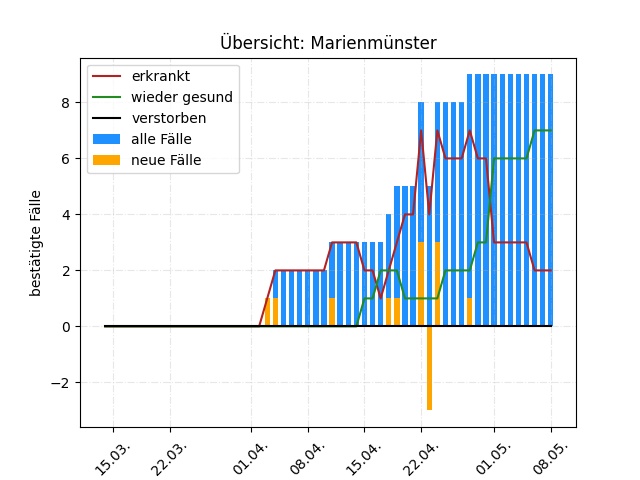 Übersicht: Marienmünster
erkrankt
wieder gesund
verstorben
alle Fälle
neue Fälle
bestätigte Fälle
8
6
4
2
0
−2
15.03.
22.03.
01.04.
08.04.
15.04.
22.04.
01.05.
08.05.